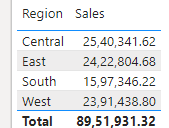 Region Sales
Central 25,40,341.62
East 24,22,804.68
South 15,97,346.22
West 23,91,438.80
Total 89,51,931.32